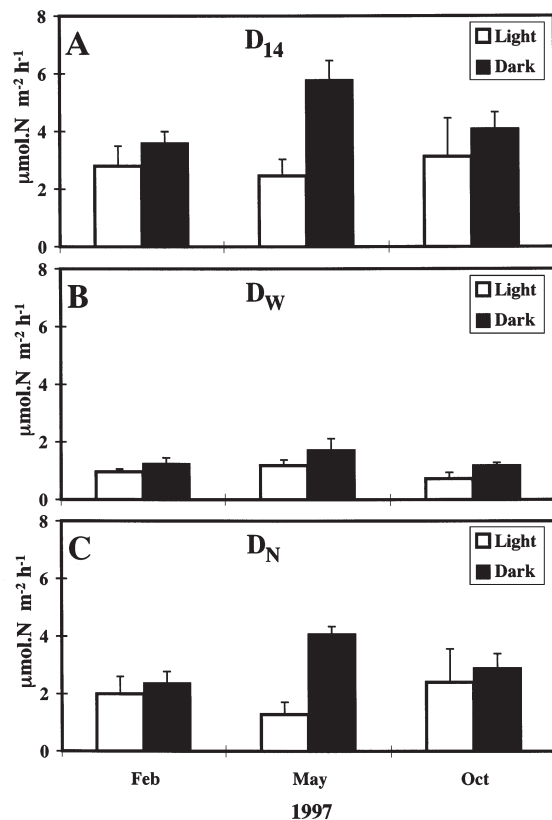 A
D14
Light
Dark
8
6
4
2
0
µmol.N m-2 h-1
B
DW
Light
Dark
8
6
4
2
0
µmol.N m-2 h-1
C
DN
Light
Dark
8
6
4
2
0
µmol.N m-2 h-1
Feb May Oct
1997